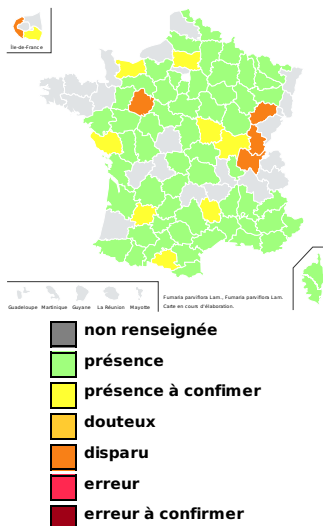 Île-de-France
Guadeloupe Martinique Guyane La Réunion Mayotte
Fumaria parviflora Lam., Fumaria parviflora Lam.
Carte en cours d'élaboration.
non renseignée
présence
présence à confimer
douteux
disparu
erreur
erreur à confirmer